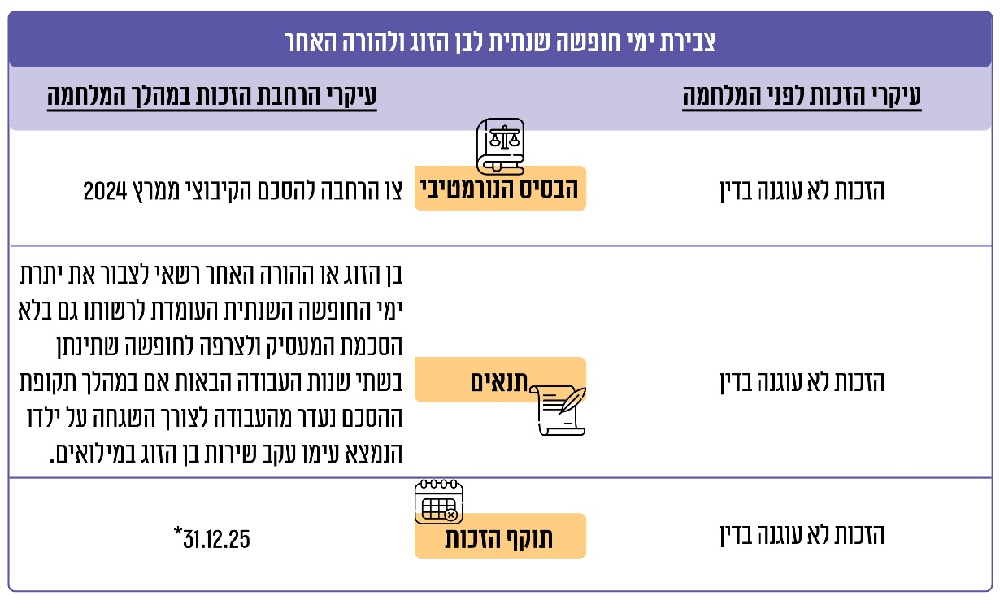 צבירת ימי חופשה שנתית לבן הזוג ולהורה האחר
עיקרי הזכות לפני המלחמה
עיקרי הרחבת הזכות במהלך המלחמה
הזכות לא עוגנה בדין
הבסיס הנורמטיבי
צו הרחבה להסכם הקיבוצי ממרץ 2024
הזכות לא עוגנה בדין
תנאים
בן הזוג או ההורה האחר רשאי לצבור את יתרת
ימי החופשה השנתית העומדת לרשותו גם בלא
הסכמת המעסיק ולצרפה לחופשה שתינתן
בשתי שנות העבודה הבאות אם במהלך תקופת
ההסכם נעדר מהעבודה לצורך השגחה על ילדו
הנמצא עימו עקב שירות בן הזוג במילואים.
הזכות לא עוגנה בדין
תוקף הזכות
31.12.25*